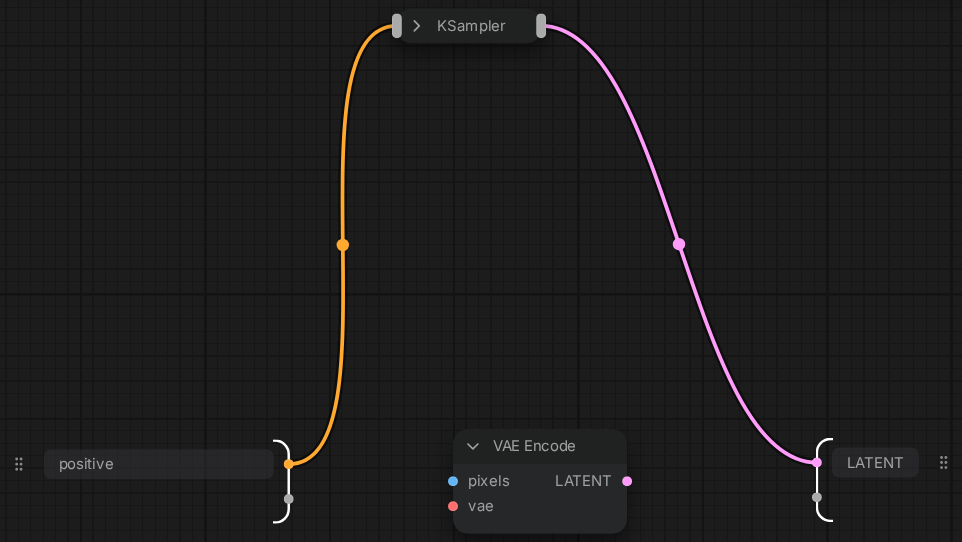 KSampler
VAE Encode
positive
LATENT
pixels LATENT
vae